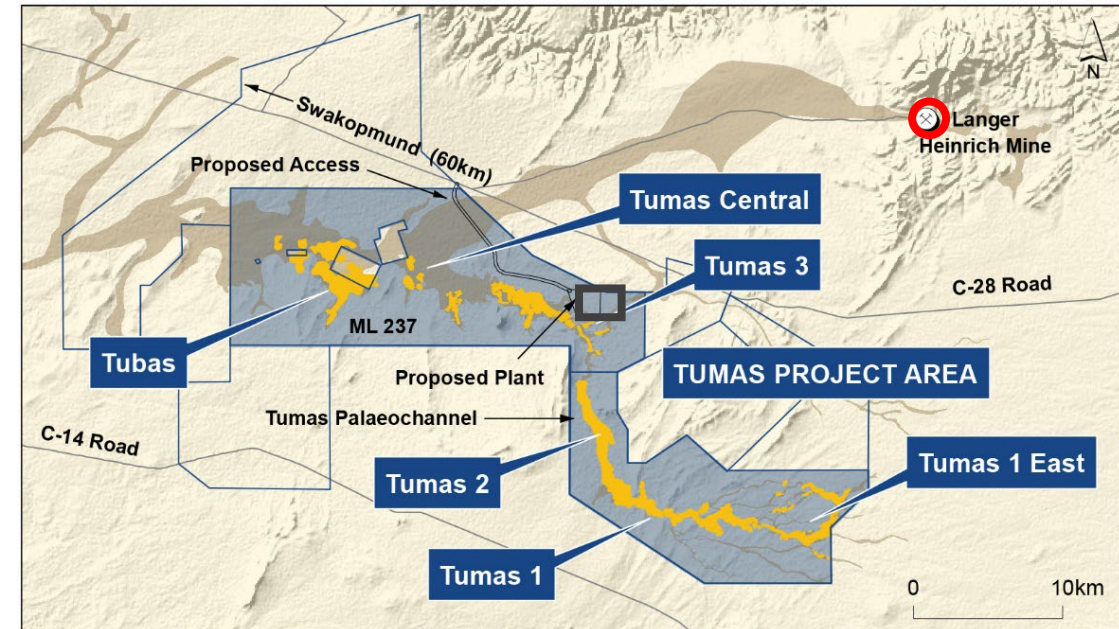 N
Langer
Heinrich Mine
Swakopmund (60km)
Proposed Access
Tumas Central
Tumas 3
C-28 Road
ML 237
Tubas
Proposed Plant
TUMAS PROJECT AREA
Tumas Palaeochannel
C-14 Road
Tumas 2
Tumas 1 East
Tumas 1
0 10km